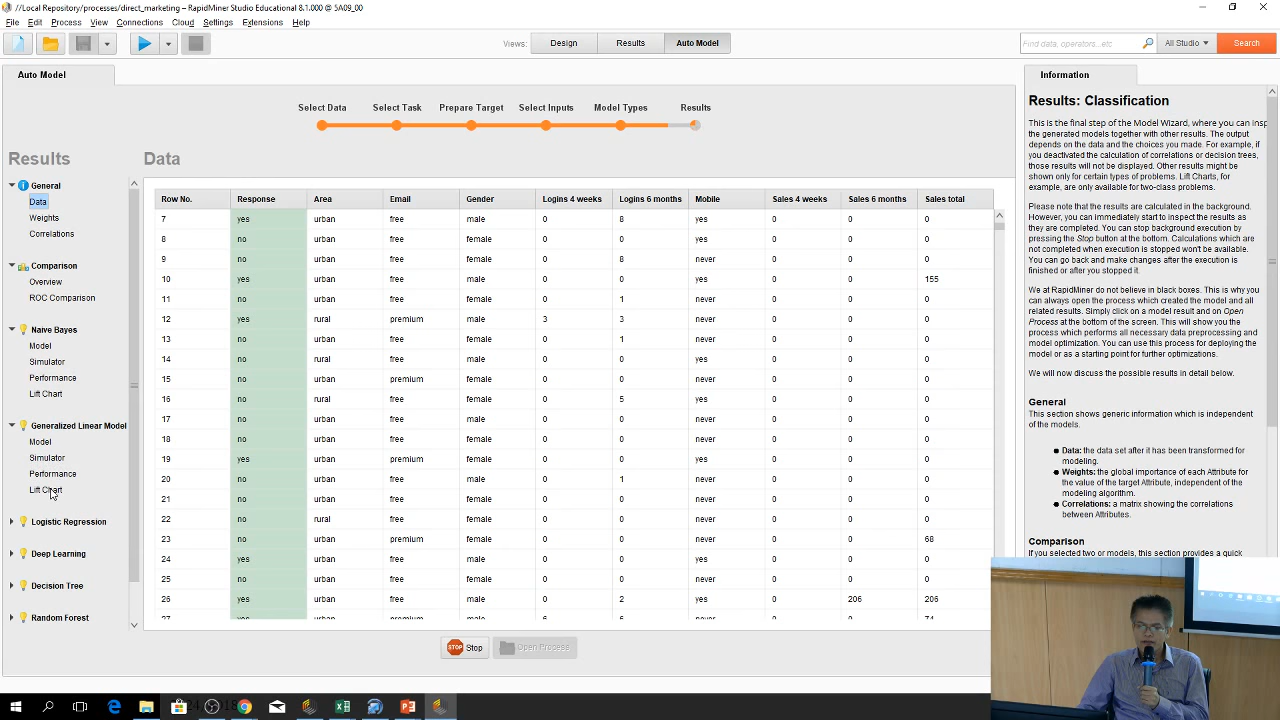 //Local Repository/processes/direct_marketing – RapidMiner Studio Educational 8.1.000 @ 5A09_00
File Edit Process View Connections Cloud Settings Extensions Help
Views: Design Results Auto Model
Find data, operators...etc All Studio Search
Auto Model
Select Data Select Task Prepare Target Select Inputs Model Types Results
Results
General
Data
Weights
Correlations
Comparison
Overview
ROC Comparison
Naive Bayes
Model
Simulator
Performance
Lift Chart
Generalized Linear Model
Model
Simulator
Performance
Lift Chart
Logistic Regression
Deep Learning
Decision Tree
Random Forest
Data
Row No. Response Area Email Gender Logins 4 weeks Logins 6 months Mobile Sales 4 weeks Sales 6 months Sales total
7 yes urban free male 0 8 yes 0 0 0
8 no urban free female 0 0 yes 0 0 0
9 no urban free female 0 8 never 0 0 0
10 yes urban free male 0 0 yes 0 0 155
11 no urban free female 0 1 never 0 0 0
12 yes rural premium male 3 3 never 0 0 0
13 no urban free female 0 1 never 0 0 0
14 no rural free male 0 0 yes 0 0 0
15 no urban premium female 0 0 never 0 0 0
16 no rural free female 0 5 never 0 0 0
17 no urban free male 0 0 never 0 0 0
18 no urban free female 0 0 never 0 0 0
19 yes urban premium female 0 0 yes 0 0 0
20 no urban free male 0 1 never 0 0 0
21 no urban free female 0 0 never 0 0 0
22 no rural free female 0 0 never 0 0 0
23 no urban premium female 0 0 never 0 0 68
24 yes urban free male 0 0 yes 0 0 0
25 no urban free male 0 0 never 0 0 0
26 yes urban free male 0 2 yes 0 206 206
27 yes urban premium male 6 6 never 0 0 74
STOP Stop Open Process
Information
Results: Classification
This is the final step of the Model Wizard, where you can insp
the generated models together with other results. The output
depends on the data and the choices you made. For example, if
you deactivated the calculation of correlations or decision trees,
those results will not be displayed. Other results might be
shown only for certain types of problems. Lift Charts, for
example, are only available for two-class problems.
Please note that the results are calculated in the background.
However, you can immediately start to inspect the results as
they are completed. You can stop background execution by
pressing the Stop button at the bottom. Calculations which are
not completed when execution is stopped won't be available.
You can go back and make changes after the execution is
finished or after you stopped it.
We at RapidMiner do not believe in black boxes. This is why you
can always open the process which created the model and all
related results. Simply click on a model result and on Open
Process at the bottom of the screen. This will show you the
process which performs all necessary data preprocessing and
model optimization. You can use this process for deploying the
model or as a starting point for further optimizations.
We will now discuss the possible results in detail below.
General
This section shows generic information which is independent
of the models.
Data: the data set after it has been transformed for
modeling.
Weights: the global importance of each Attribute for
the value of the target Attribute, independent of the
modeling algorithm.
Correlations: a matrix showing the correlations
between Attributes.
Comparison
If you selected two or models, this section provides a quick